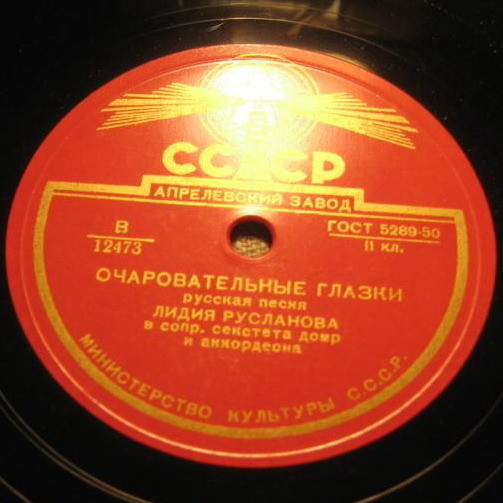 СССР
АПРЕЛЕВСКИЙ ЗАВОД
В
12473
ГОСТ 5289-50
II кл.
ОЧАРОВАТЕЛЬНЫЕ ГЛАЗКИ
русская песня
ЛИДИЯ РУСЛАНОВА
в сопр. секстета домр
и аккордеона
МИНИСТЕРСТВО КУЛЬТУРЫ С.С.С.Р.